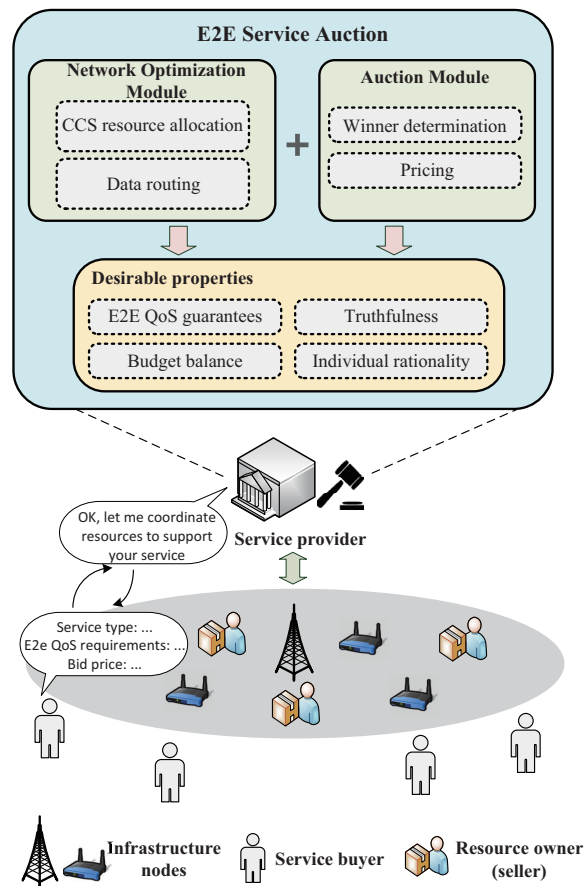 E2E Service Auction
Network Optimization
Module
CCS resource allocation
Data routing
+
Auction Module
Winner determination
Pricing
Desirable properties
E2E QoS guarantees
Truthfulness
Budget balance
Individual rationality
OK, let me coordinate
resources to support
your service
Service provider
Service type: ...
E2e QoS requirements: ...
Bid price: ...
Infrastructure
nodes
Service buyer
Resource owner
(seller)